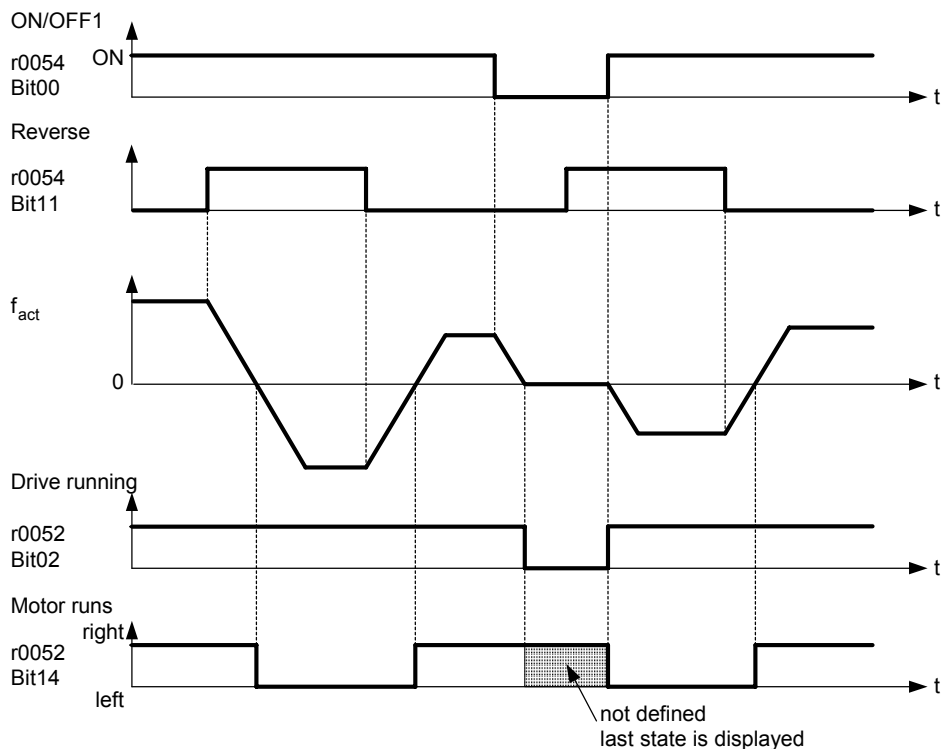 ON/OFF1
r0054 ON
Bit00
t
Reverse
r0054
Bit11
t
fact
0
t
Drive running
r0052
Bit02
t
Motor runs
right
r0052
Bit14
left
t
not defined
last state is displayed